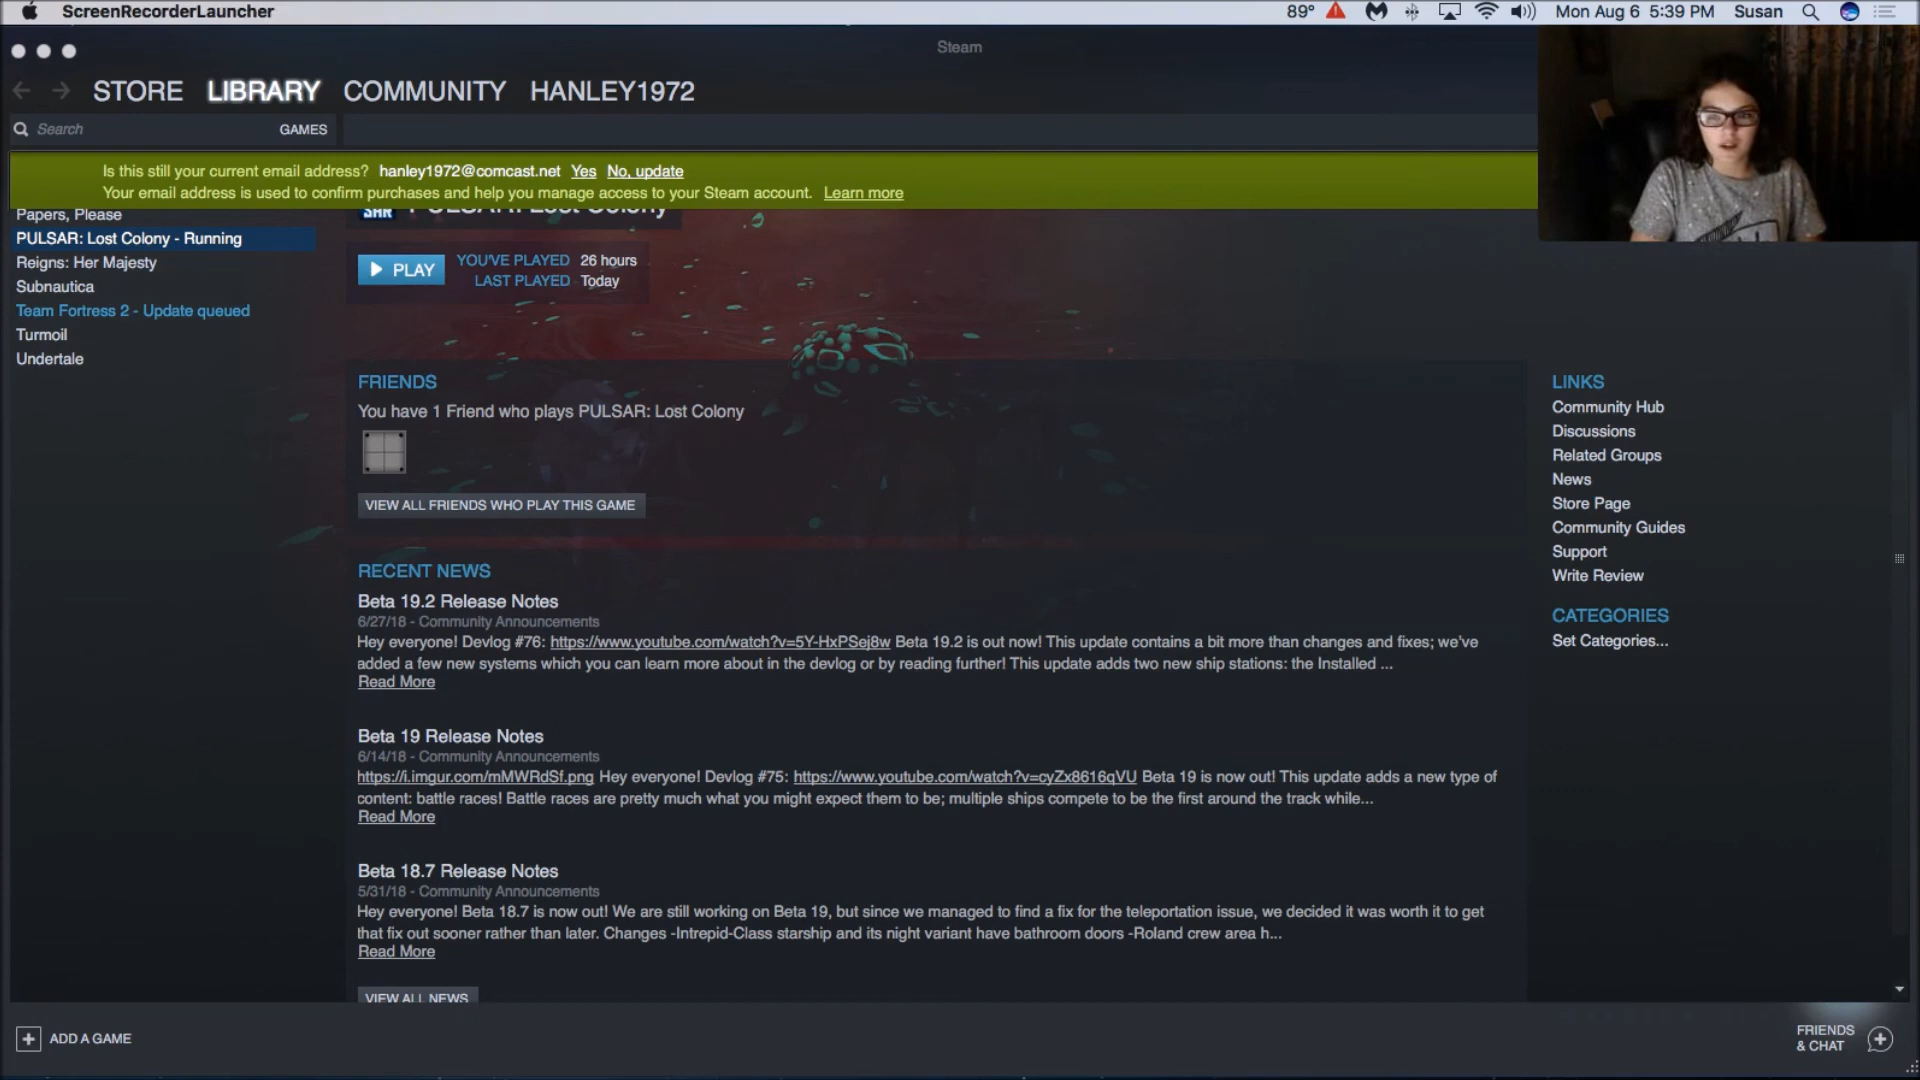 ScreenRecorderLauncher
89° Mon Aug 6 5:39 PM Susan
Steam
STORE LIBRARY COMMUNITY HANLEY1972
Search GAMES
Is this still your current email address? hanley1972@comcast.net Yes No, update
Your email address is used to confirm purchases and help you manage access to your Steam account. Learn more
Papers, Please
PULSAR: Lost Colony
PULSAR: Lost Colony - Running
Reigns: Her Majesty
Subnautica
Team Fortress 2 - Update queued
Turmoil
Undertale
PLAY
YOU'VE PLAYED 26 hours
LAST PLAYED Today
FRIENDS
You have 1 Friend who plays PULSAR: Lost Colony
VIEW ALL FRIENDS WHO PLAY THIS GAME
RECENT NEWS
Beta 19.2 Release Notes
6/27/18 - Community Announcements
Hey everyone! Devlog #76: https://www.youtube.com/watch?v=5Y-HxPSej8w Beta 19.2 is out now! This update contains a bit more than changes and fixes; we've
added a few new systems which you can learn more about in the devlog or by reading further! This update adds two new ship stations: the Installed ...
Read More
Beta 19 Release Notes
6/14/18 - Community Announcements
https://i.imgur.com/mMWRdSf.png Hey everyone! Devlog #75: https://www.youtube.com/watch?v=cyZx8616qVU Beta 19 is now out! This update adds a new type of
content: battle races! Battle races are pretty much what you might expect them to be; multiple ships compete to be the first around the track while...
Read More
Beta 18.7 Release Notes
5/31/18 - Community Announcements
Hey everyone! Beta 18.7 is now out! We are still working on Beta 19, but since we managed to find a fix for the teleportation issue, we decided it was worth it to get
that fix out sooner rather than later. Changes -Intrepid-Class starship and its night variant have bathroom doors -Roland crew area h...
Read More
VIEW ALL NEWS
LINKS
Community Hub
Discussions
Related Groups
News
Store Page
Community Guides
Support
Write Review
CATEGORIES
Set Categories...
ADD A GAME
FRIENDS
& CHAT